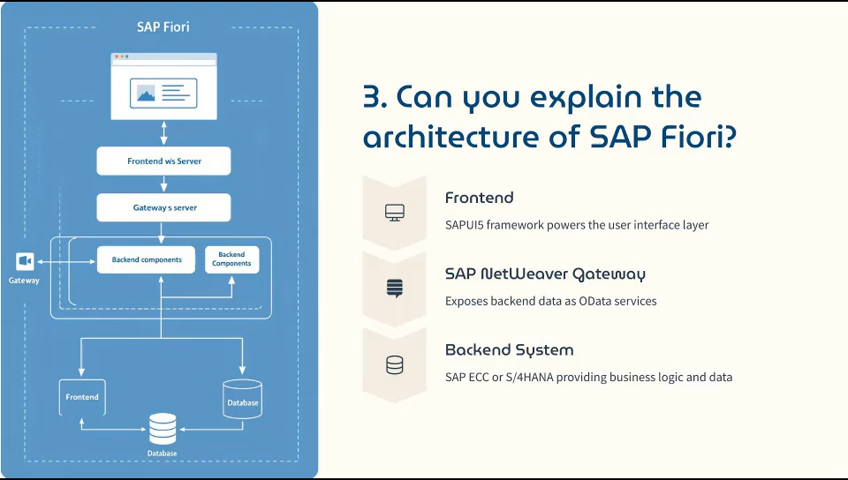 SAP Fiori
Frontend ws Server
Gateway s server
Backend components
Backend
Components
Gateway
Frontend
Database
Database
3. Can you explain the
architecture of SAP Fiori?
Frontend
SAPUI5 framework powers the user interface layer
SAP NetWeaver Gateway
Exposes backend data as OData services
Backend System
SAP ECC or S/4HANA providing business logic and data